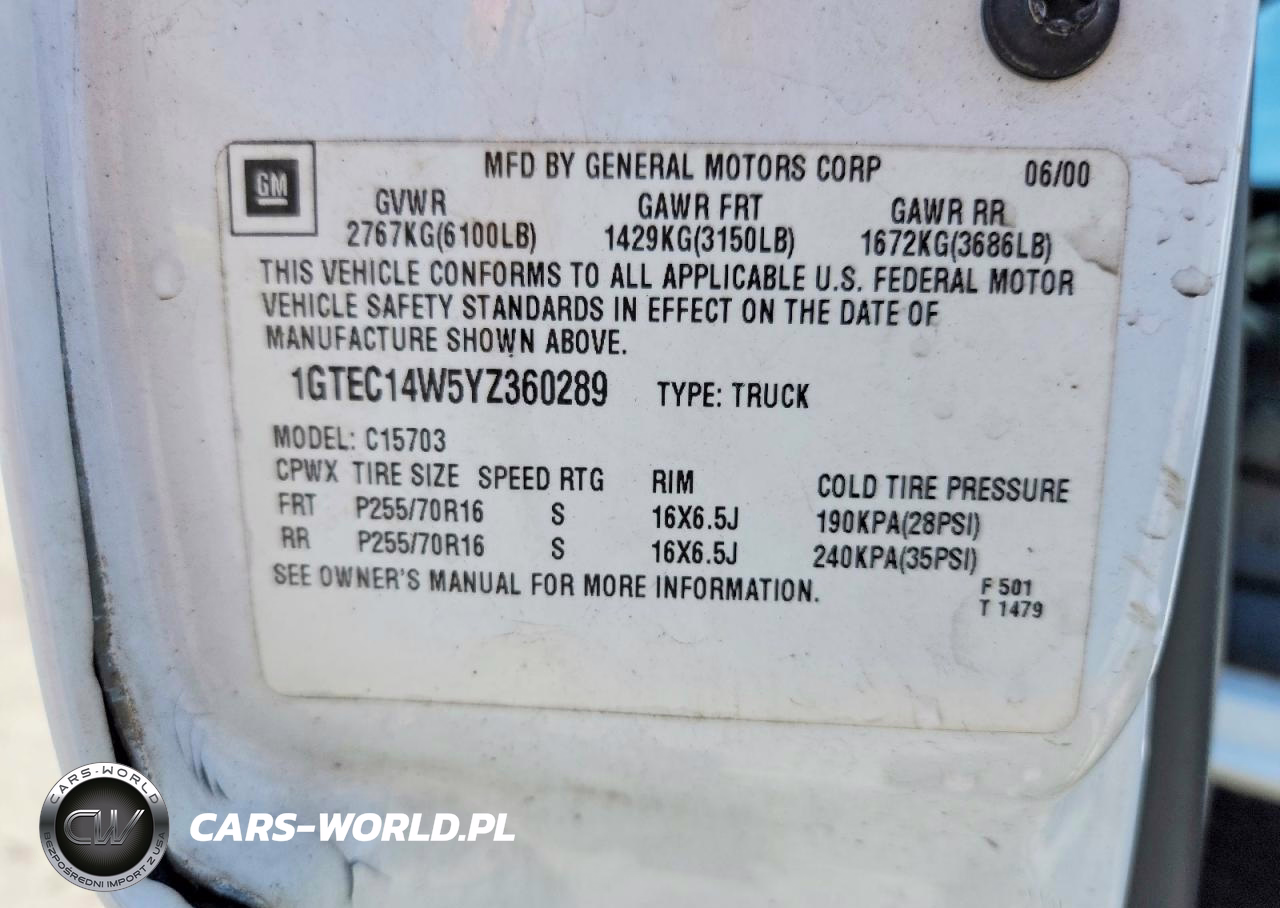 GM
MFD BY GENERAL MOTORS CORP 06/00
GVWR GAWR FRT GAWR RR
2767KG(6100LB) 1429KG(3150LB) 1672KG(3686LB)
THIS VEHICLE CONFORMS TO ALL APPLICABLE U.S. FEDERAL MOTOR
VEHICLE SAFETY STANDARDS IN EFFECT ON THE DATE OF
MANUFACTURE SHOWN ABOVE.
1GTEC14W5YZ360289 TYPE: TRUCK
MODEL: C15703
CPWX TIRE SIZE SPEED RTG RIM COLD TIRE PRESSURE
FRT P255/70R16 S 16X6.5J 190KPA(28PSI)
RR P255/70R16 S 16X6.5J 240KPA(35PSI)
SEE OWNER'S MANUAL FOR MORE INFORMATION.
F 501
T 1479
CARS-WORLD
CW
BEZPOŚREDNI IMPORT Z USA
CARS-WORLD.PL